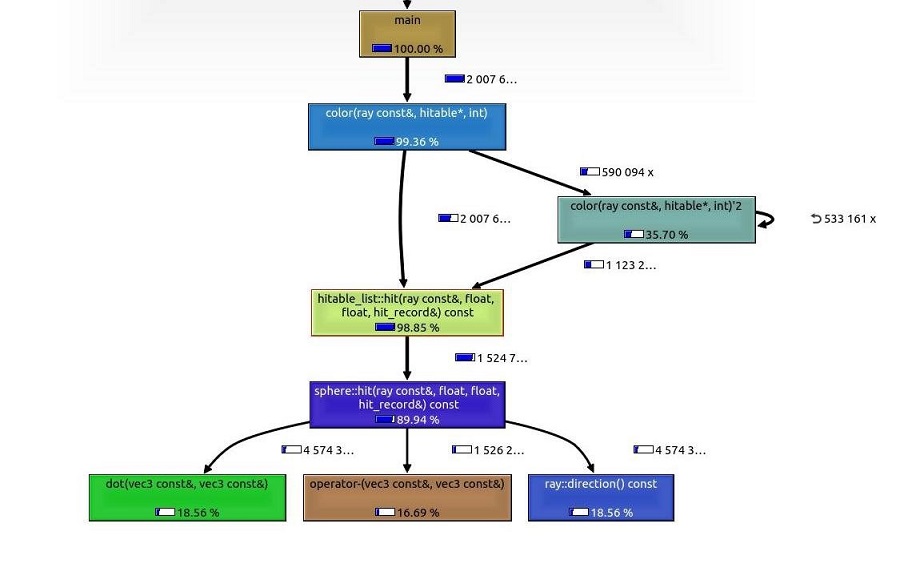 main
100.00 %
2 007 6...
color(ray const&, hitable*, int)
99.36 %
590 094 x
color(ray const&, hitable*, int)'2
35.70 %
533 161 x
2 007 6...
1 123 2...
hitable_list::hit(ray const&, float,
float, hit_record&) const
98.85 %
1 524 7...
sphere::hit(ray const&, float, float,
hit_record&) const
89.94 %
4 574 3...
1 526 2...
4 574 3...
dot(vec3 const&, vec3 const&)
18.56 %
operator-(vec3 const&, vec3 const&)
16.69 %
ray::direction() const
18.56 %